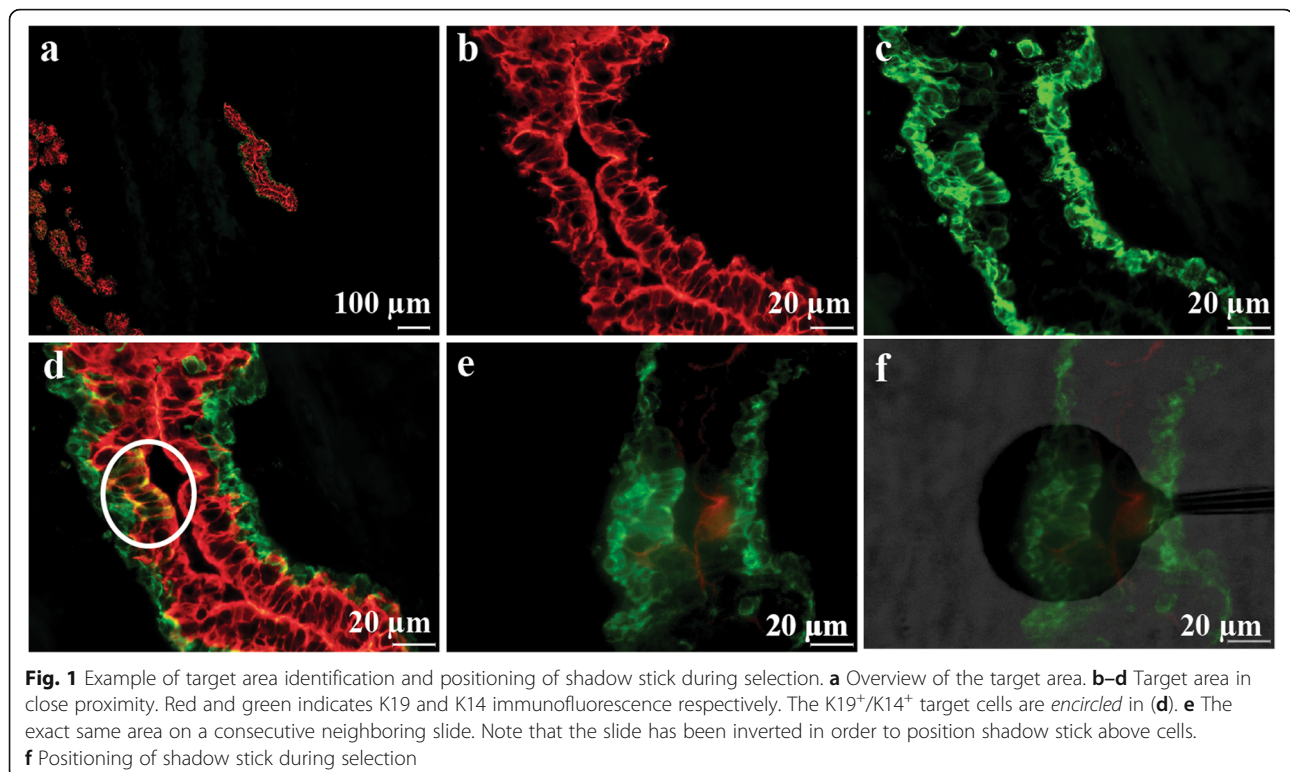 a
100 µm
b
20 µm
c
20 µm
d
20 µm
e
20 µm
f
20 µm
Fig. 1 Example of target area identification and positioning of shadow stick during selection. a Overview of the target area. b–d Target area in
close proximity. Red and green indicates K19 and K14 immunofluorescence respectively. The K19⁺/K14⁺ target cells are encircled in (d). e The
exact same area on a consecutive neighboring slide. Note that the slide has been inverted in order to position shadow stick above cells.
f Positioning of shadow stick during selection